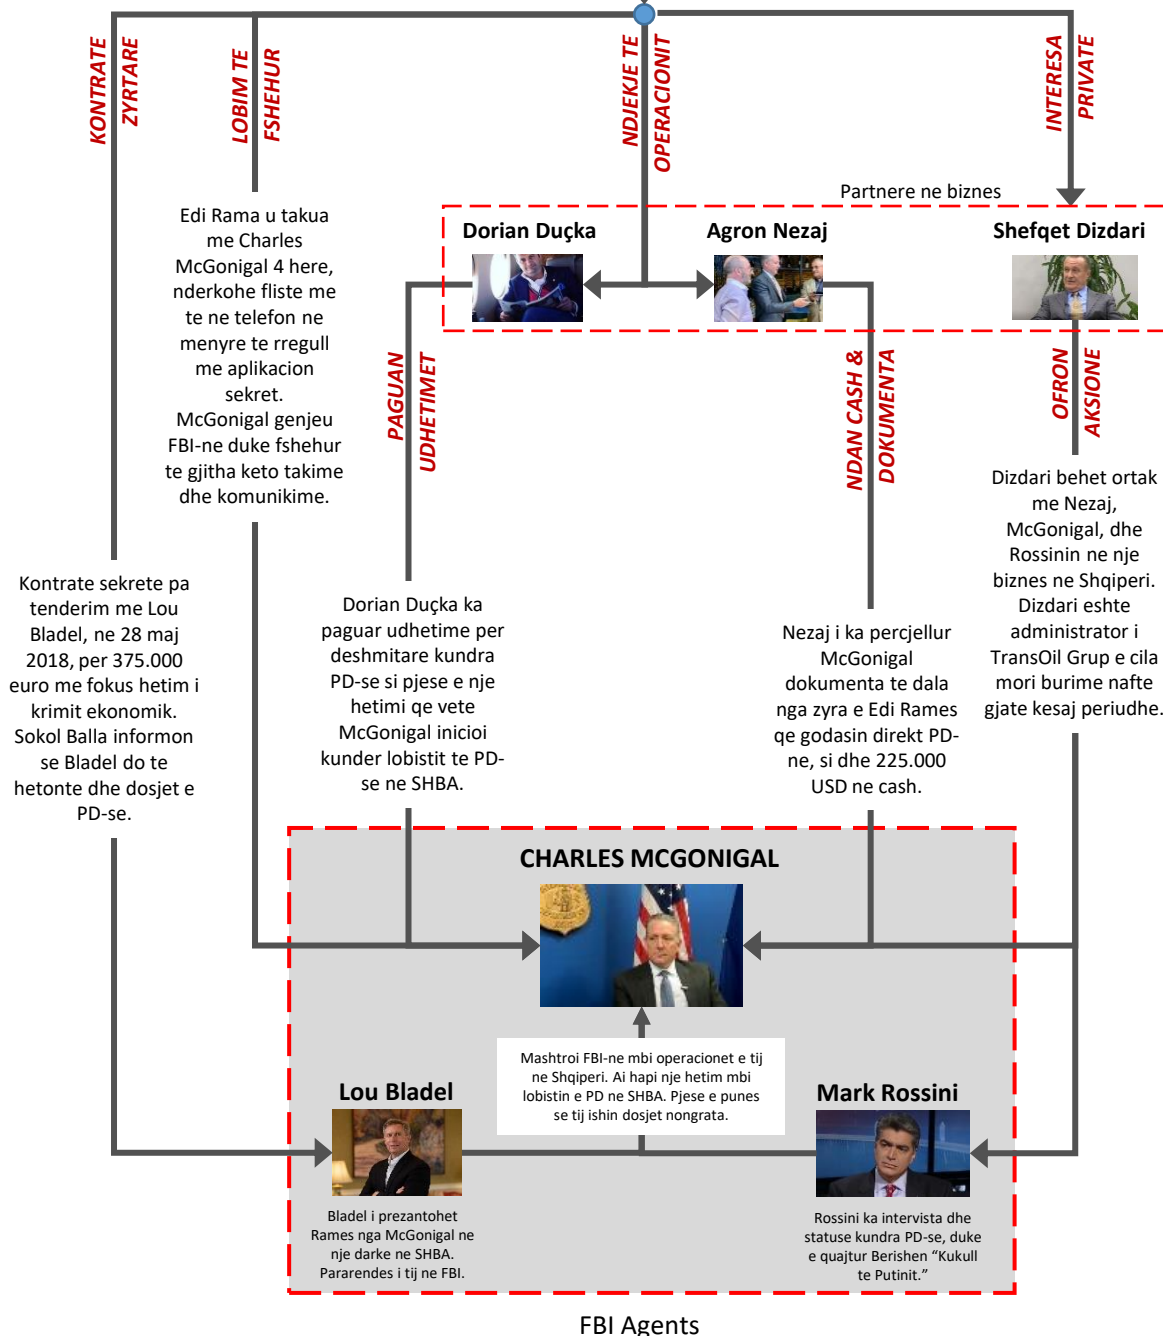 KONTRATE
ZYRTARE
LOBIM TE
FSHEHUR
NDJEKJE TE
OPERACIONIT
INTERESA
PRIVATE
Partnere ne biznes
Dorian Duçka
Agron Nezaj
Shefqet Dizdari
Edi Rama u takua
me Charles
McGonigal 4 here,
nderkohe fliste me
te ne telefon ne
menyre te rregull
me aplikacion
sekret.
McGonigal genjeu
FBI-ne duke fshehur
te gjitha keto takime
dhe komunikime.
PAGUAN
UDHETIMET
NDAN CASH &
DOKUMENTA
OFRON
AKSIONE
Dizdari behet ortak
me Nezaj,
McGonigal, dhe
Rossinin ne nje
biznes ne Shqiperi.
Dizdari eshte
administrator i
TransOil Grup e cila
mori burime nafte
gjate kesaj periudhe.
Kontrate sekrete pa
tenderim me Lou
Bladel, ne 28 maj
2018, per 375.000
euro me fokus hetim i
krimit ekonomik.
Sokol Balla informon
se Bladel do te
hetonte dhe dosjet e
PD-se.
Dorian Duçka ka
paguar udhetime per
deshmitare kundra
PD-se si pjese e nje
hetimi qe vete
McGonigal inicioi
kunder lobistit te PD-
se ne SHBA.
Nezaj i ka percjellur
McGonigal
dokumenta te dala
nga zyra e Edi Rames
qe godasin direkt PD-
ne, si dhe 225.000
USD ne cash.
CHARLES MCGONIGAL
Mashtroi FBI-ne mbi operacionet e tij
ne Shqiperi. Ai hapi nje hetim mbi
lobistin e PD ne SHBA. Pjese e punes
se tij ishin dosjet nongrata.
Lou Bladel
Mark Rossini
Bladel i prezantohet
Rames nga McGonigal ne
nje darke ne SHBA.
Pararendes i tij ne FBI.
Rossini ka intervista dhe
statuse kundra PD-se, duke
e quajtur Berishen “Kukull
te Putinit.”
FBI Agents